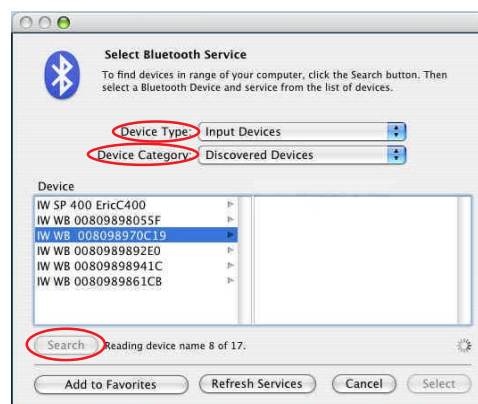 Select Bluetooth Service
To find devices in range of your computer, click the Search button. Then
select a Bluetooth Device and service from the list of devices.
Device Type: Input Devices
Device Category: Discovered Devices
Device
IW SP 400 EricC400
IW WB 00809898055F
IW WB 008098970C19
IW WB 0080989892E0
IW WB 00809898941C
IW WB 0080989861CB
Search Reading device name 8 of 17.
Add to Favorites Refresh Services Cancel Select